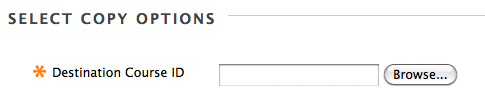 SELECT COPY OPTIONS
* Destination Course ID Browse...